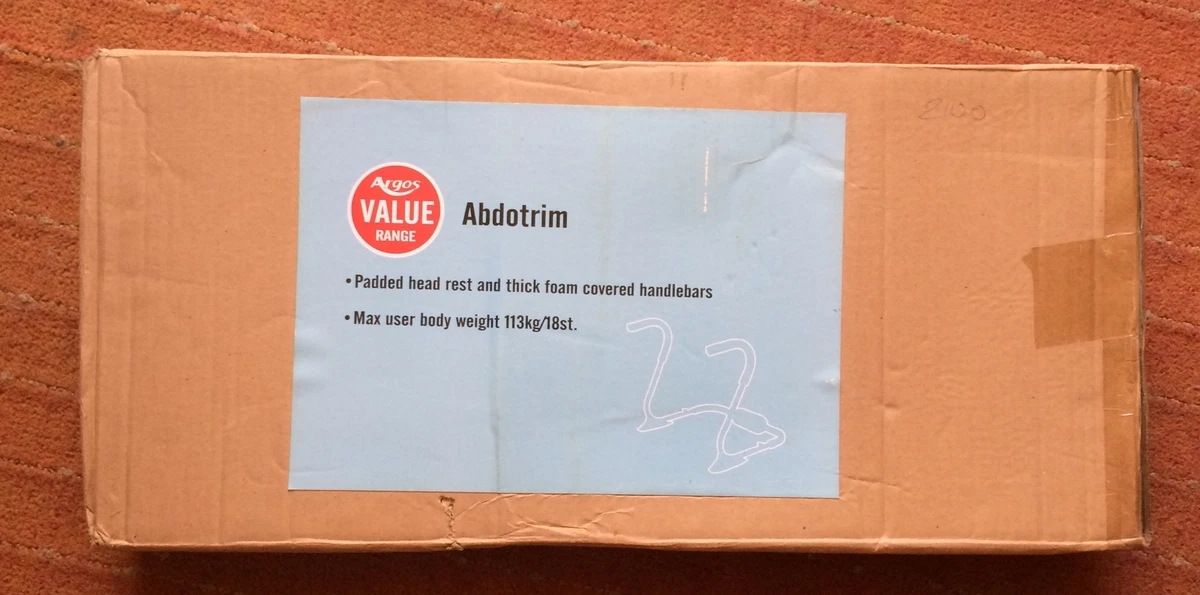 Argos
VALUE
RANGE
Abdotrim
• Padded head rest and thick foam covered handlebars
• Max user body weight 113kg/18st.